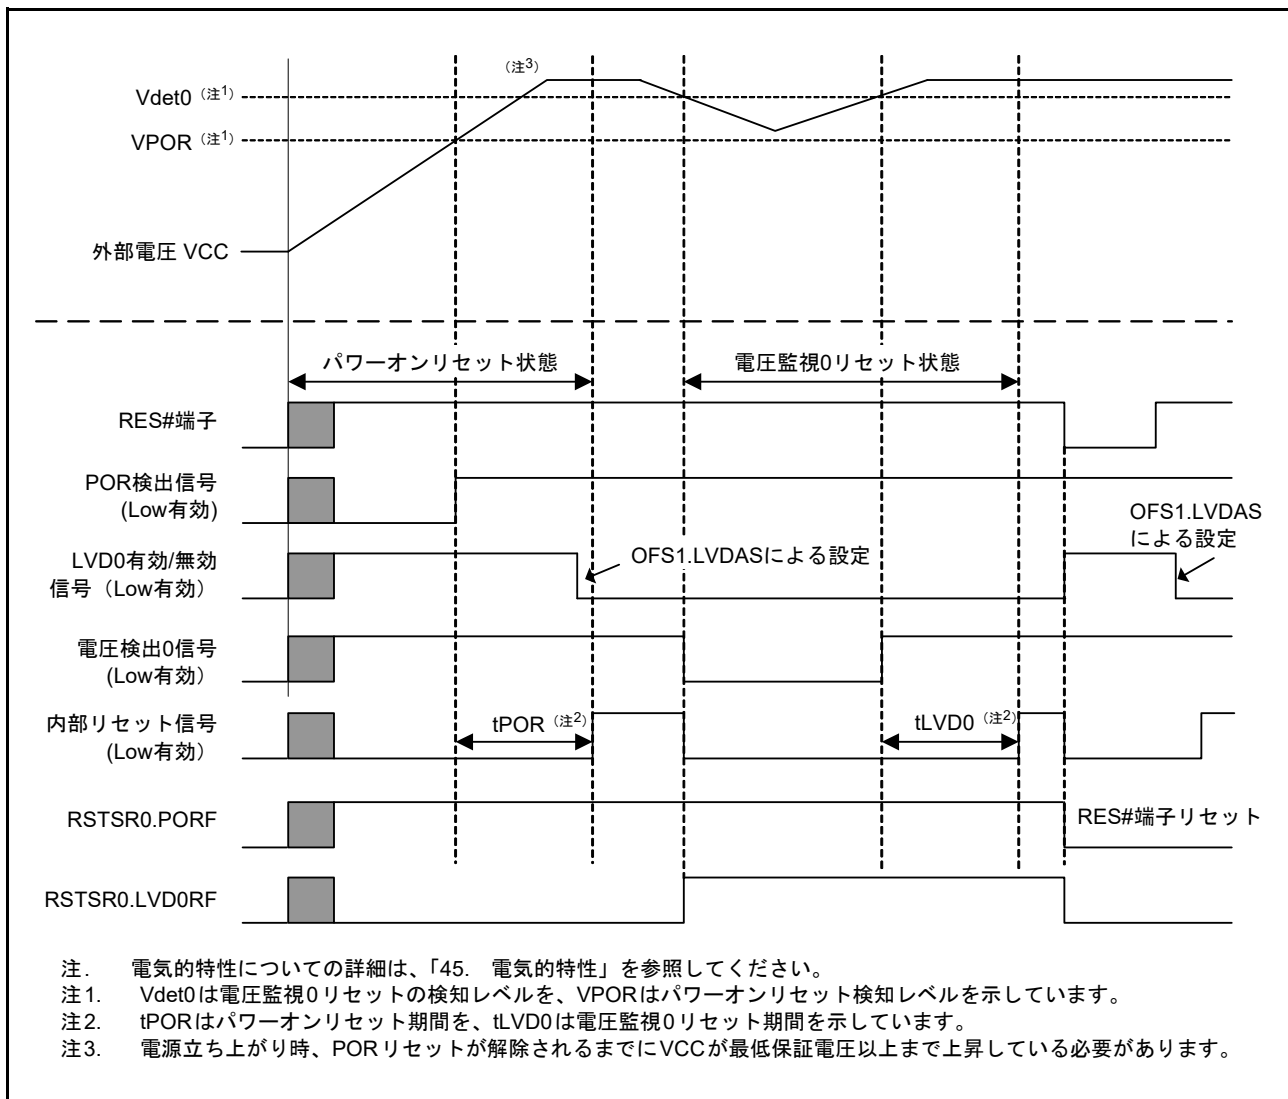 (注3)
Vdet0(注1)
VPOR(注1)
外部電圧 VCC
パワーオンリセット状態
電圧監視0リセット状態
RES#端子
POR検出信号
(Low有効)
OFS1.LVDAS
による設定
LVD0有効/無効
信号(Low有効)
OFS1.LVDASによる設定
電圧検出0信号
(Low有効)
内部リセット信号
(Low有効)
tPOR(注2)
tLVD0(注2)
RSTSR0.PORF
RES#端子リセット
RSTSR0.LVD0RF
注. 電気的特性についての詳細は、「45. 電気的特性」を参照してください。
注1. Vdet0は電圧監視0リセットの検知レベルを、VPORはパワーオンリセット検知レベルを示しています。
注2. tPORはパワーオンリセット期間を、tLVD0は電圧監視0リセット期間を示しています。
注3. 電源立ち上がり時、PORリセットが解除されるまでにVCCが最低保証電圧以上まで上昇している必要があります。